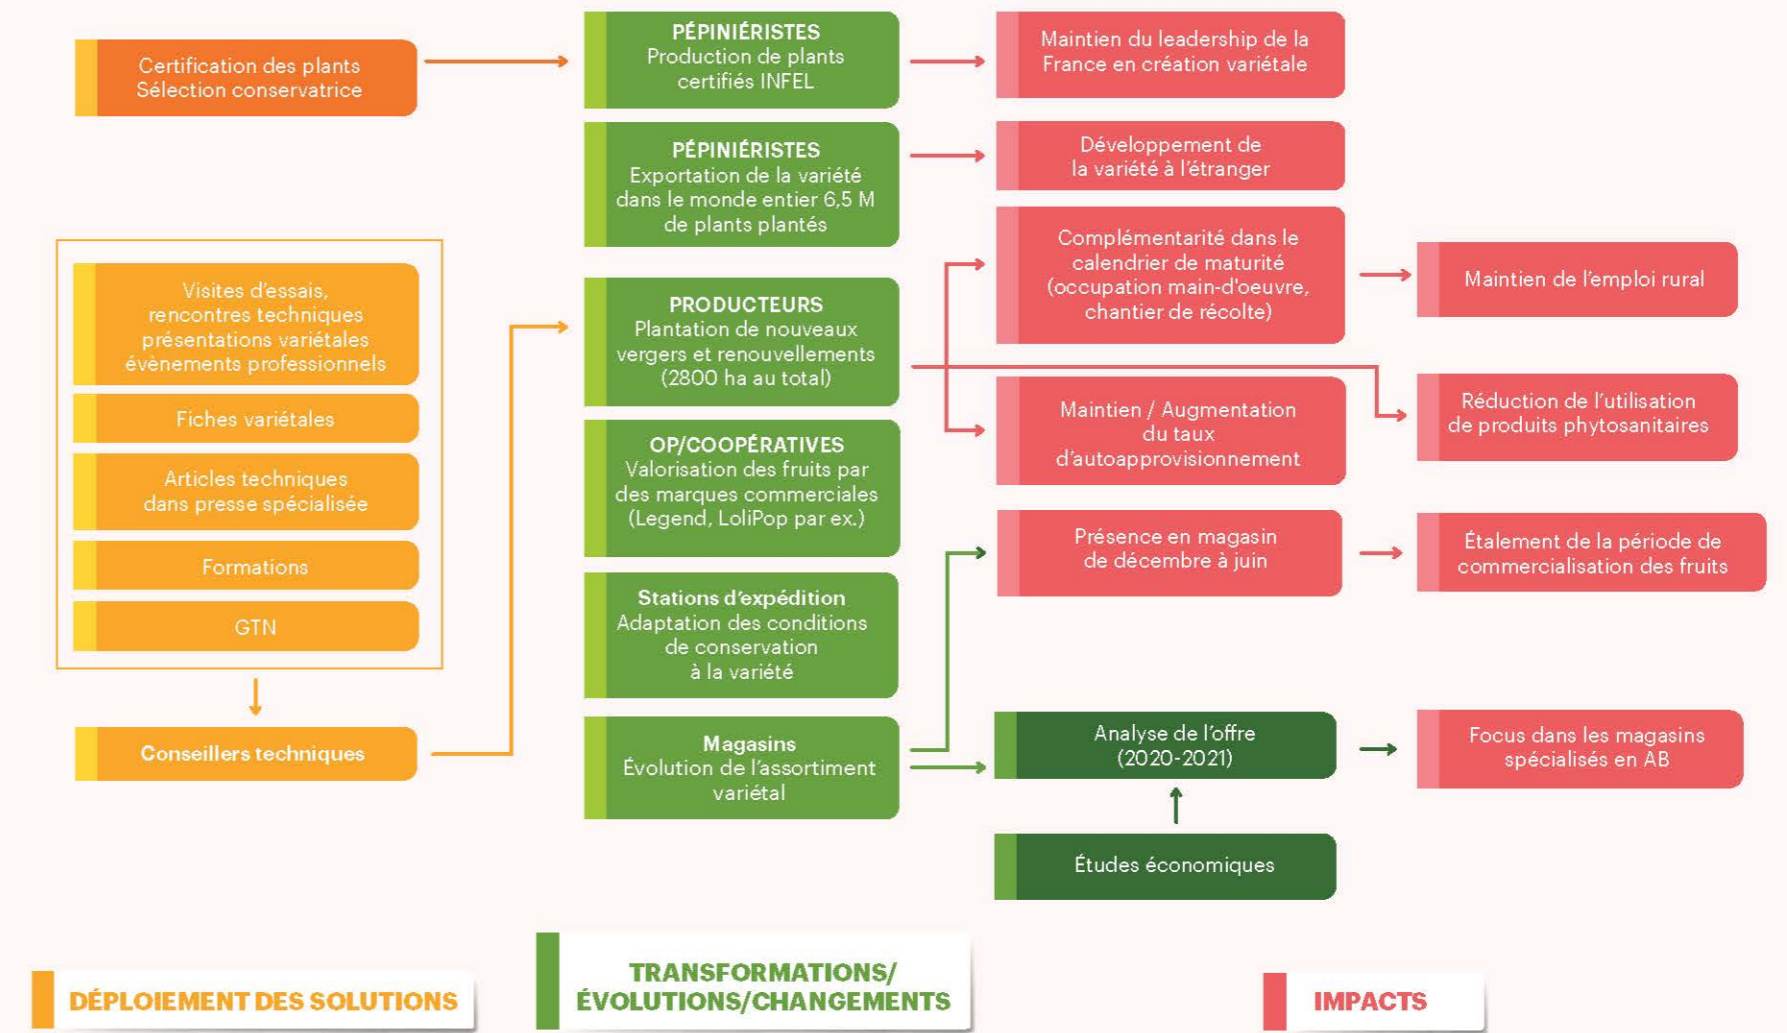 Certification des plants
Sélection conservatrice
PÉPINIÉRISTES
Production de plants
certifiés INFEL
Maintien du leadership de la
France en création variétale
PÉPINIÉRISTES
Exportation de la variété
dans le monde entier 6,5 M
de plants plantés
Développement de
la variété à l'étranger
Visites d'essais,
rencontres techniques
présentations variétales
évènements professionnels
Fiches variétales
Articles techniques
dans presse spécialisée
Formations
GTN
Conseillers techniques
PRODUCTEURS
Plantation de nouveaux
vergers et renouvellements
(2800 ha au total)
Complémentarité dans le
calendrier de maturité
(occupation main-d'oeuvre,
chantier de récolte)
Maintien de l'emploi rural
Maintien / Augmentation
du taux
d'autoapprovisionnement
Réduction de l'utilisation
de produits phytosanitaires
OP/COOPÉRATIVES
Valorisation des fruits par
des marques commerciales
(Legend, LoliPop par ex.)
Stations d'expédition
Adaptation des conditions
de conservation
à la variété
Magasins
Évolution de l'assortiment
variétal
Présence en magasin
de décembre à juin
Étalement de la période de
commercialisation des fruits
Analyse de l'offre
(2020-2021)
Focus dans les magasins
spécialisés en AB
Études économiques
DÉPLOIEMENT DES SOLUTIONS
TRANSFORMATIONS/
ÉVOLUTIONS/CHANGEMENTS
IMPACTS